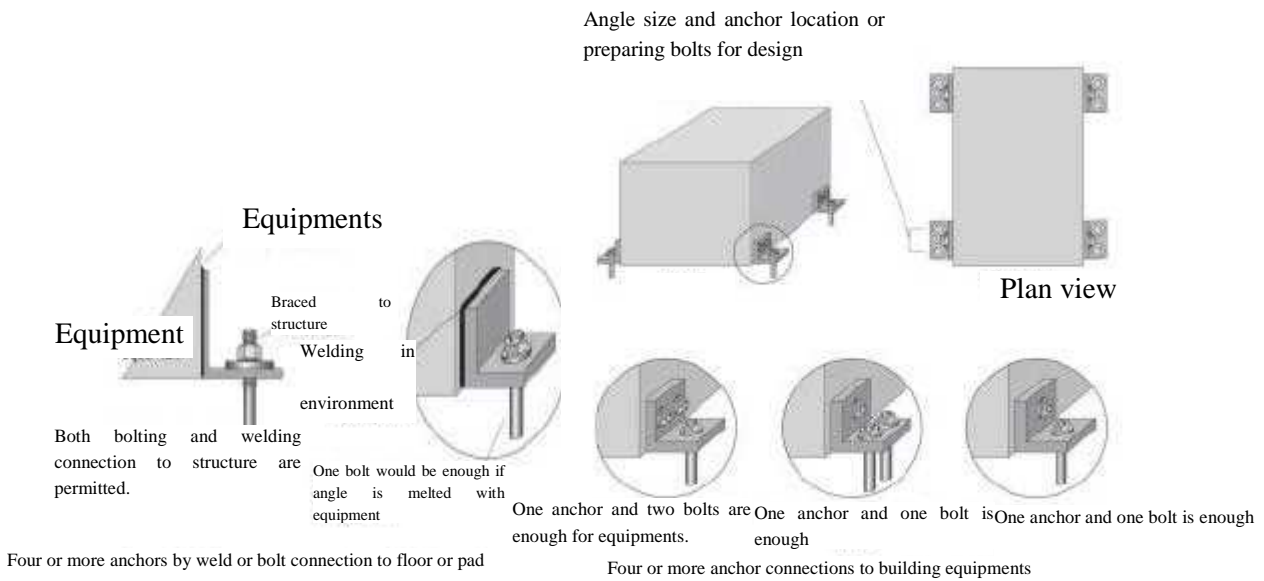 Angle size and anchor location or
preparing bolts for design
Equipments
Plan view
Braced to
structure
Equipment
Welding in
environment
Both bolting and welding
connection to structure are
permitted.
One bolt would be enough if
angle is melted with
equipment
One anchor and two bolts are
enough for equipments.
One anchor and one bolt is
enough
One anchor and one bolt is enough
Four or more anchors by weld or bolt connection to floor or pad
Four or more anchor connections to building equipments